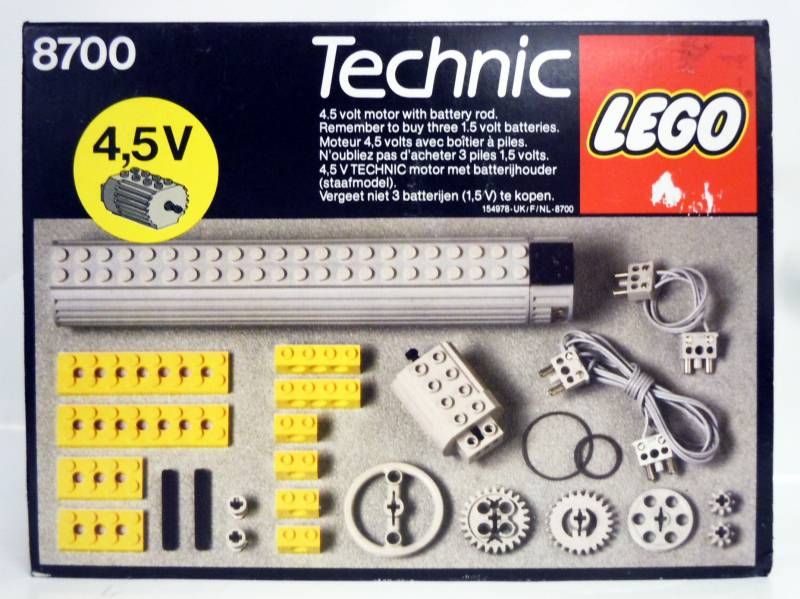 8700
Technic
LEGO
4.5 volt motor with battery rod.
Remember to buy three 1.5 volt batteries.
Moteur 4,5 volts avec boîtier à piles.
N'oubliez pas d'acheter 3 piles 1,5 volts.
4,5 V TECHNIC motor met batterijhouder
(staafmodel).
Vergeet niet 3 batterijen (1,5 V) te kopen.
154978-UK/F/NL-8700
4,5 V